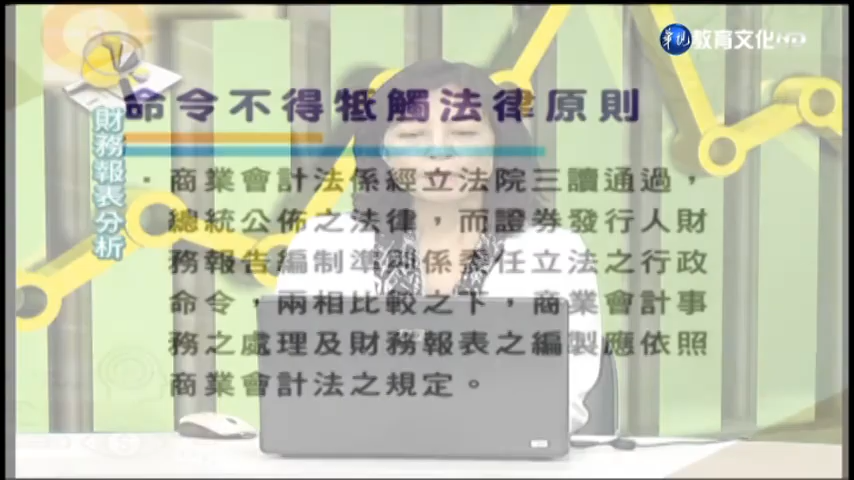 華視教育文化HD
財務報表分析
命令不得牴觸法律原則
．商業會計法係經立法院三讀通過，
總統公佈之法律，而證券發行人財
務報告編制準則係委任立法之行政
命令，兩相比較之下，商業會計事
務之處理及財務報表之編製應依照
商業會計法之規定。